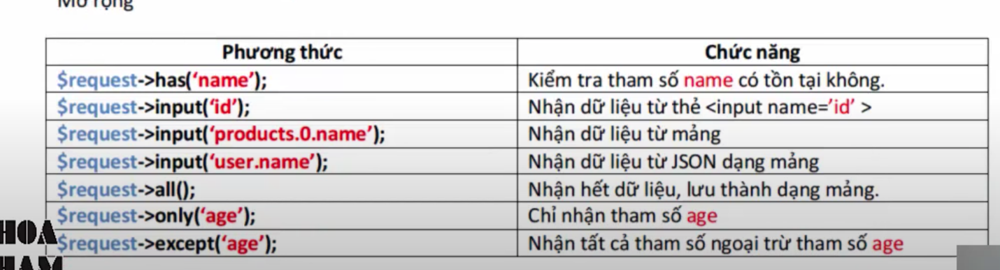 Mở rộng
Phương thức Chức năng
$request->has(‘name’); Kiểm tra tham số name có tồn tại không.
$request->input(‘id’); Nhận dữ liệu từ thẻ <input name=’id’ >
$request->input(‘products.0.name’); Nhận dữ liệu từ mảng
$request->input(‘user.name’); Nhận dữ liệu từ JSON dạng mảng
$request->all(); Nhận hết dữ liệu, lưu thành dạng mảng.
$request->only(‘age’); Chỉ nhận tham số age
$request->except(‘age’); Nhận tất cả tham số ngoại trừ tham số age
HOA
HAM